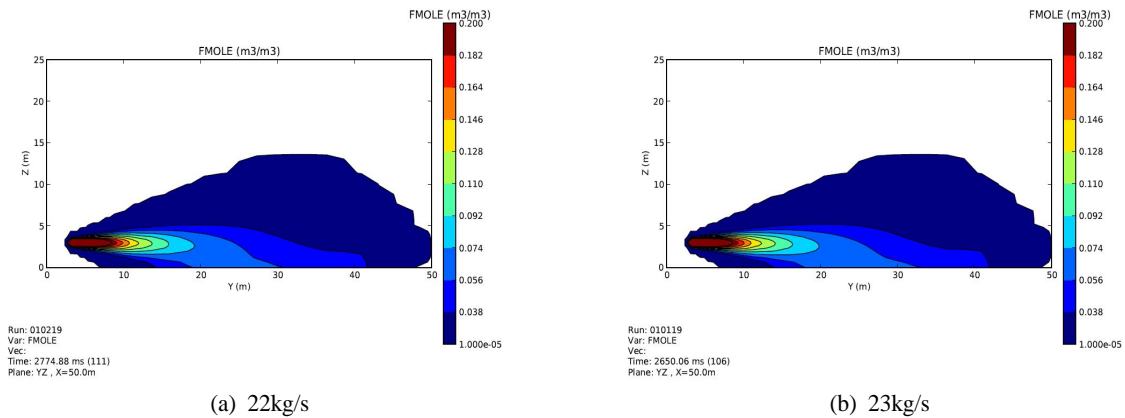 FMOLE (m3/m3)
FMOLE (m3/m3)
25
20
15
10
5
0
Z (m)
0 10 20 30 40 50
Y (m)
0.200
0.182
0.164
0.146
0.128
0.110
0.092
0.074
0.056
0.038
1.000e-05
Run: 010219
Var: FMOLE
Vec:
Time: 2774.88 ms (111)
Plane: YZ , X=50.0m
(a) 22kg/s
FMOLE (m3/m3)
FMOLE (m3/m3)
25
20
15
10
5
0
Z (m)
0 10 20 30 40 50
Y (m)
0.200
0.182
0.164
0.146
0.128
0.110
0.092
0.074
0.056
0.038
1.000e-05
Run: 010119
Var: FMOLE
Vec:
Time: 2650.06 ms (106)
Plane: YZ , X=50.0m
(b) 23kg/s